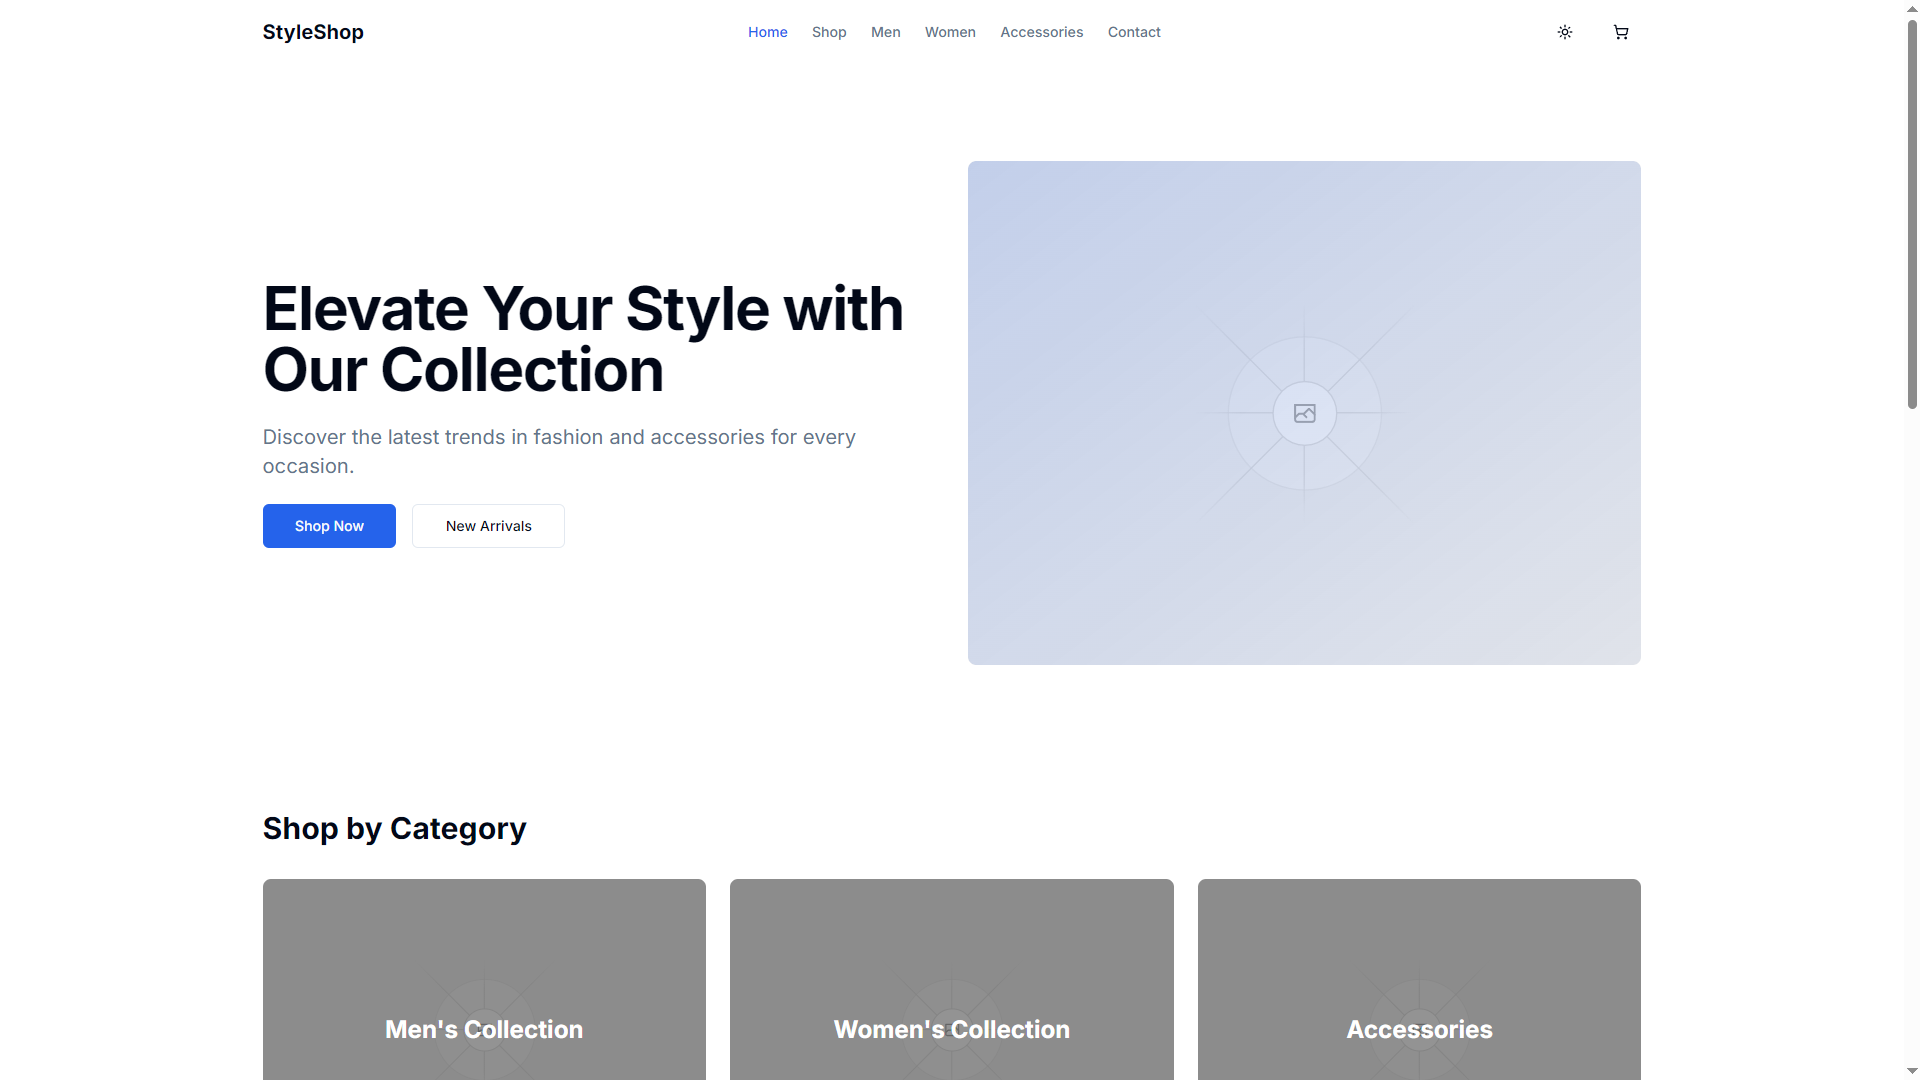 StyleShop
Home Shop Men Women Accessories Contact
Elevate Your Style with
Our Collection
Discover the latest trends in fashion and accessories for every
occasion.
Shop Now New Arrivals
Shop by Category
Men's Collection Women's Collection Accessories